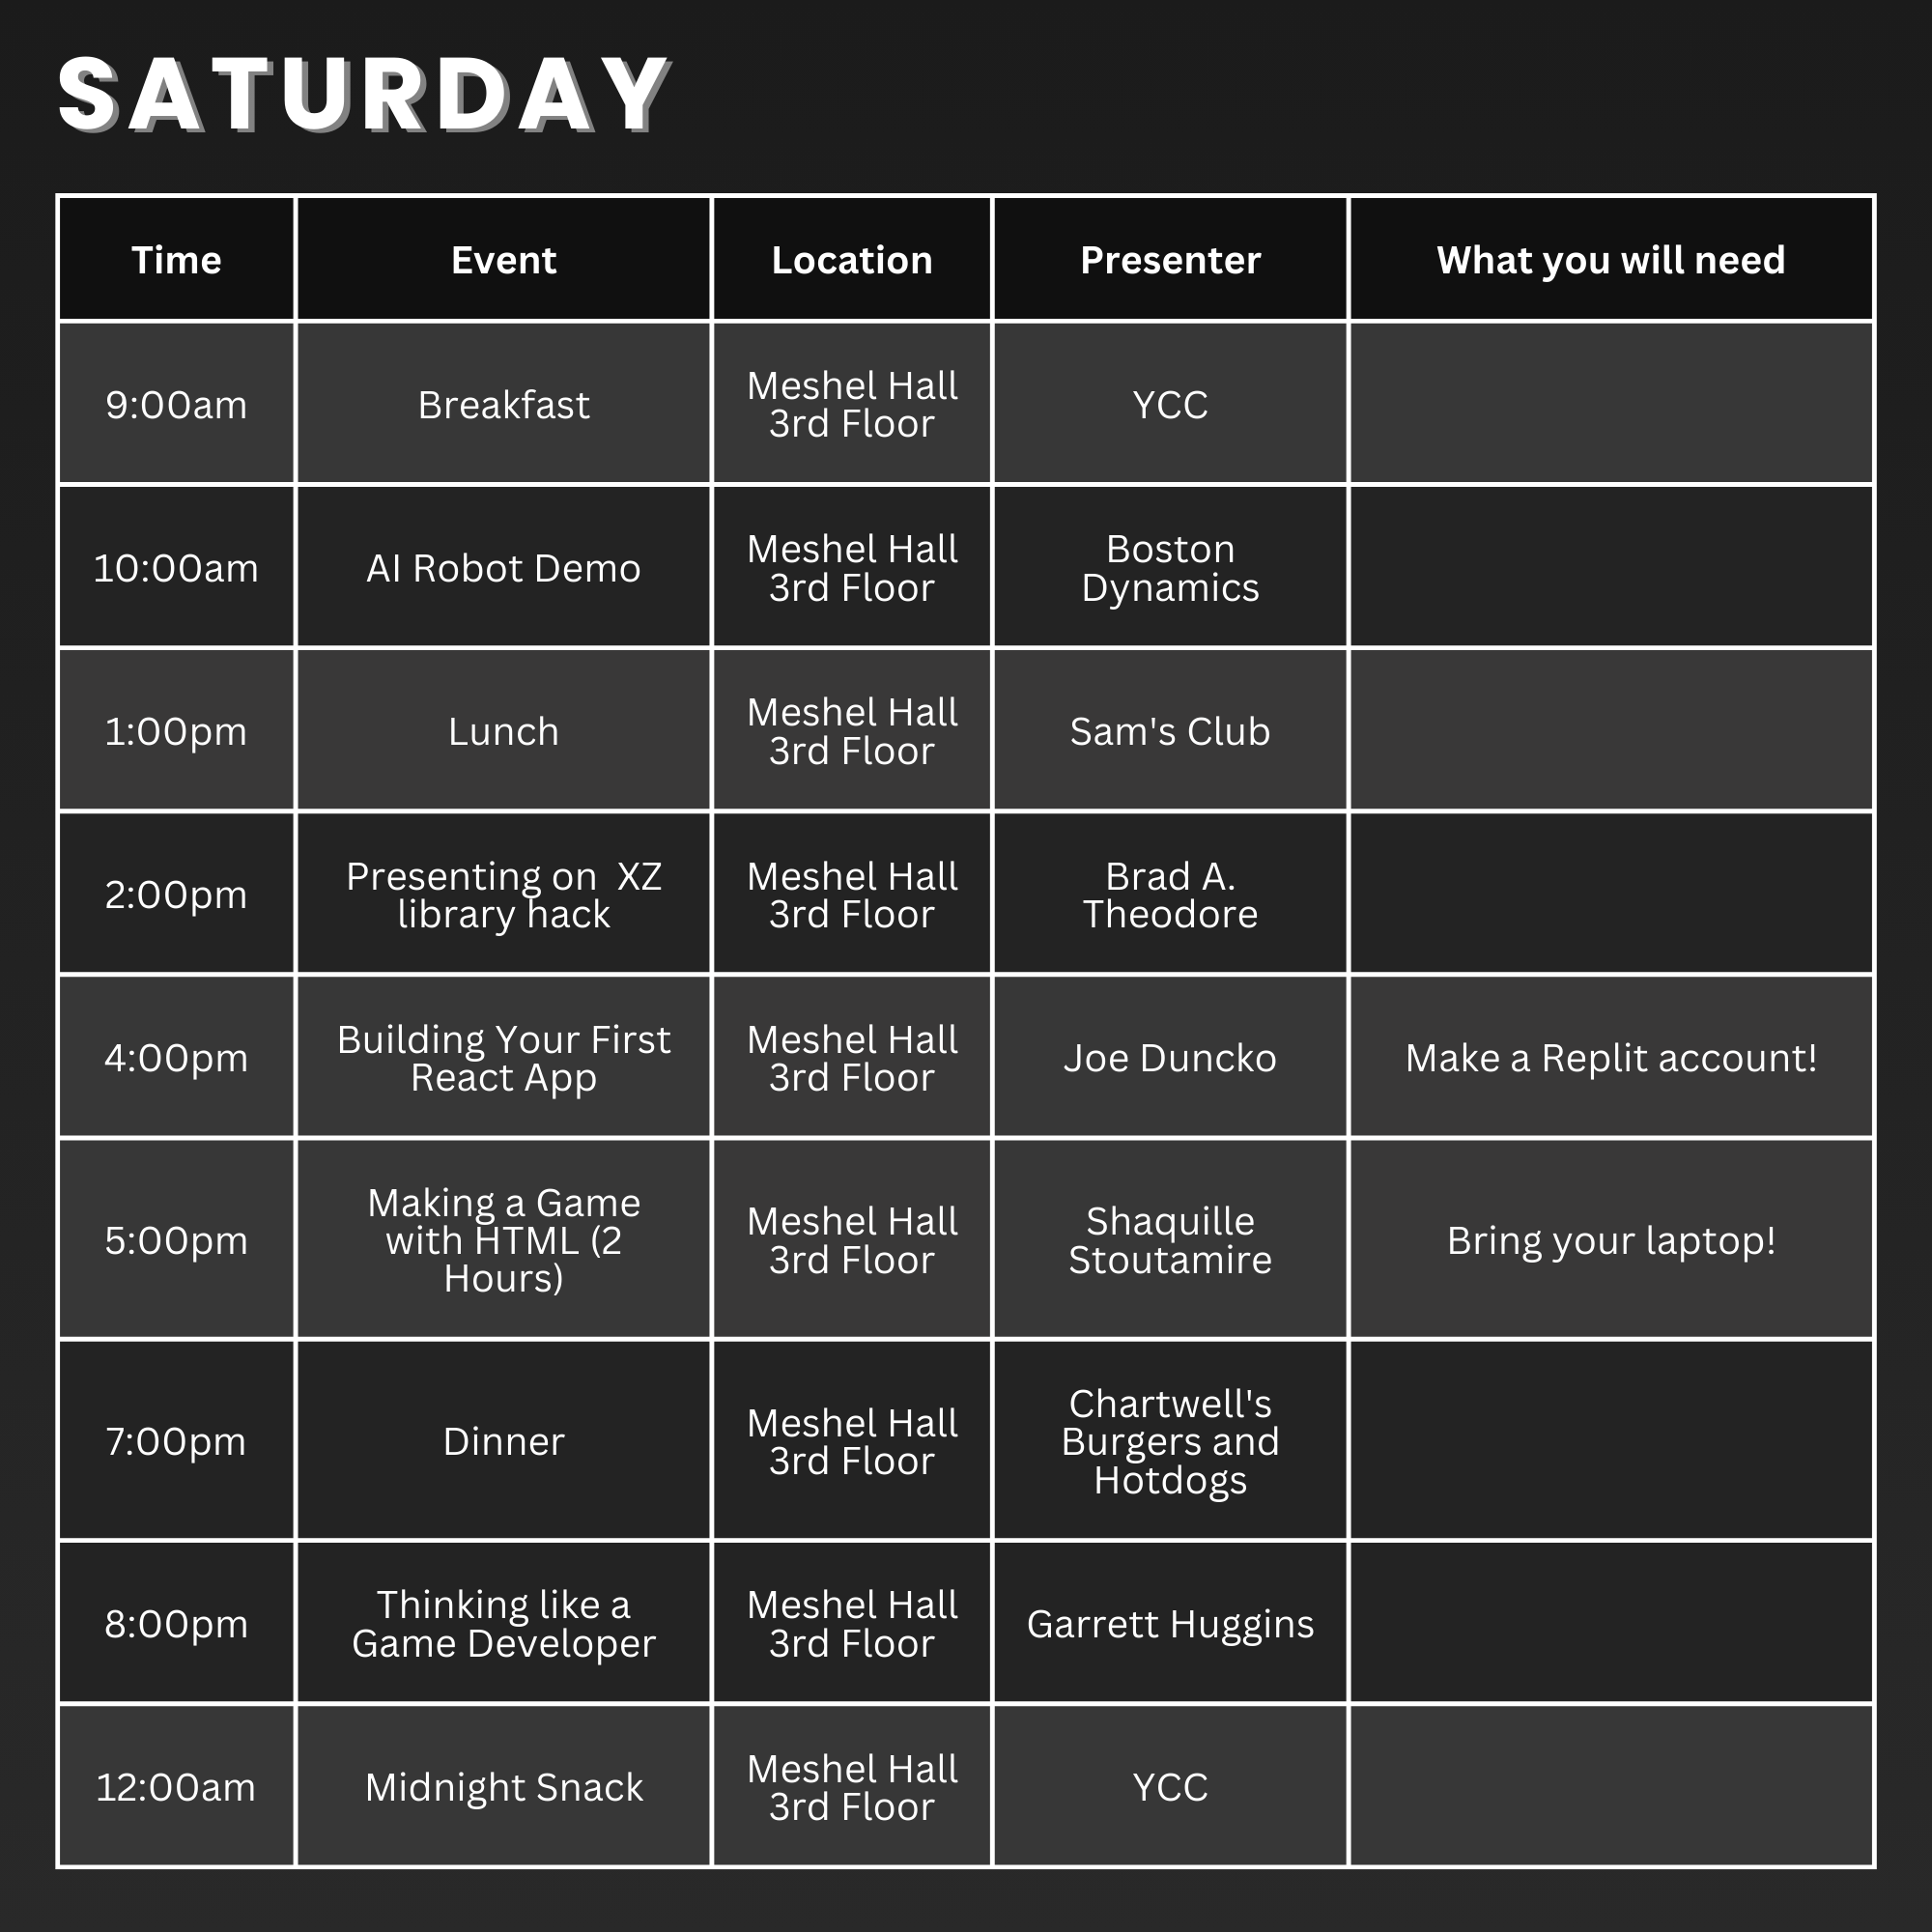 SATURDAY
Time
Event
Location
Presenter
What you will need
9:00am
Breakfast
Meshel Hall
3rd Floor
YCC
10:00am
AI Robot Demo
Meshel Hall
3rd Floor
Boston
Dynamics
1:00pm
Lunch
Meshel Hall
3rd Floor
Sam's Club
2:00pm
Presenting on  XZ
library hack
Meshel Hall
3rd Floor
Brad A.
Theodore
4:00pm
Building Your First
React App
Meshel Hall
3rd Floor
Joe Duncko
Make a Replit account!
5:00pm
Making a Game
with HTML (2
Hours)
Meshel Hall
3rd Floor
Shaquille
Stoutamire
Bring your laptop!
7:00pm
Dinner
Meshel Hall
3rd Floor
Chartwell's
Burgers and
Hotdogs
8:00pm
Thinking like a
Game Developer
Meshel Hall
3rd Floor
Garrett Huggins
12:00am
Midnight Snack
Meshel Hall
3rd Floor
YCC